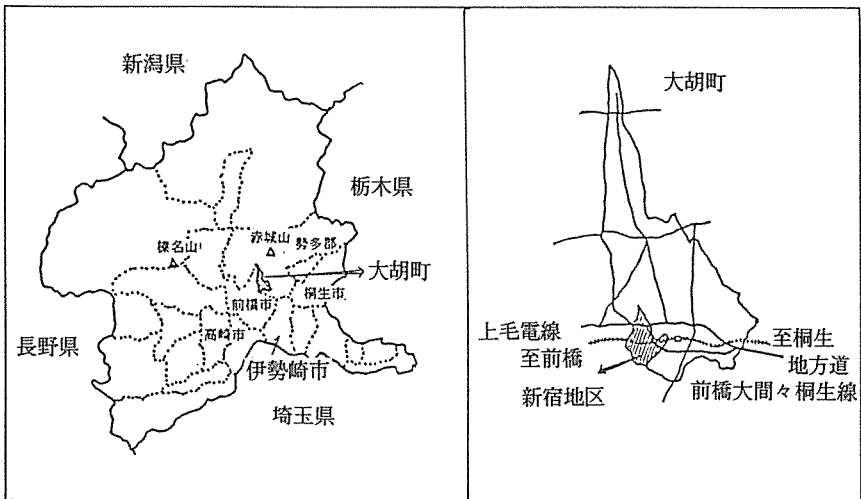 新潟県
栃木県
榛名山
赤城山
勢多郡
大胡町
前橋市
桐生市
長野県
高崎市
伊勢崎市
埼玉県
大胡町
上毛電線
至前橋
新宿地区
至桐生
地方道
前橋大間々桐生線